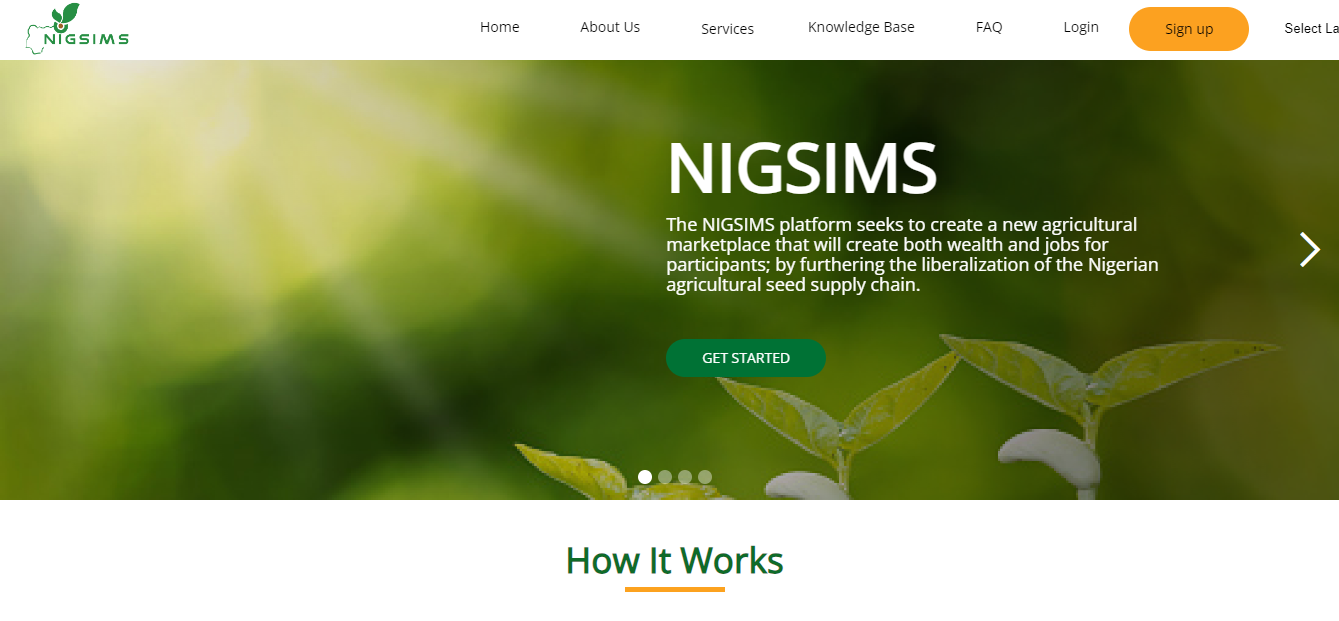 NIGSIMS
Home About Us Services Knowledge Base FAQ Login Sign up Select La
NIGSIMS
The NIGSIMS platform seeks to create a new agricultural
marketplace that will create both wealth and jobs for
participants; by furthering the liberalization of the Nigerian
agricultural seed supply chain.
GET STARTED
How It Works